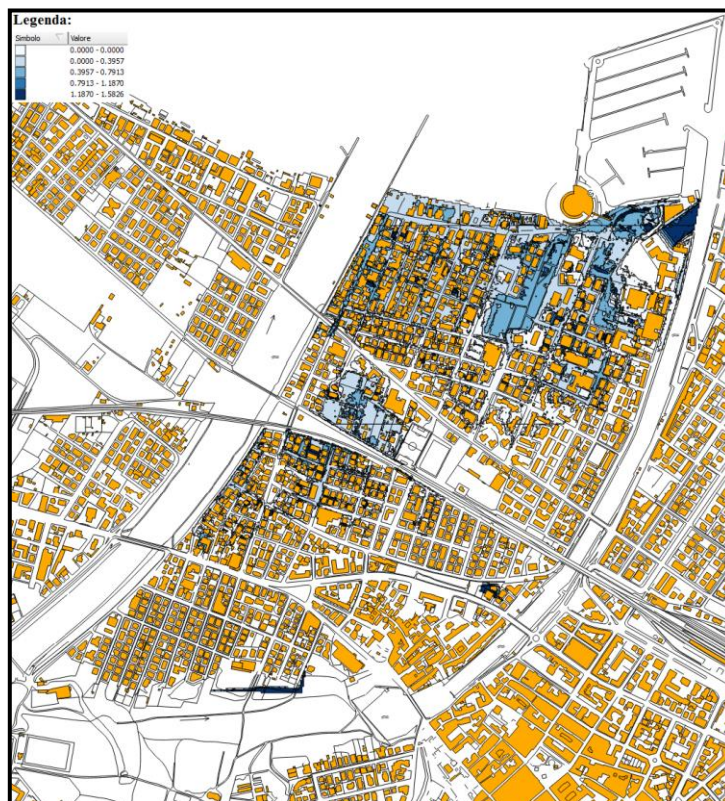 Legenda:
Simbolo Valore
0.0000 - 0.0000
0.0000 - 0.3957
0.3957 - 0.7913
0.7913 - 1.1870
1.1870 - 1.5826